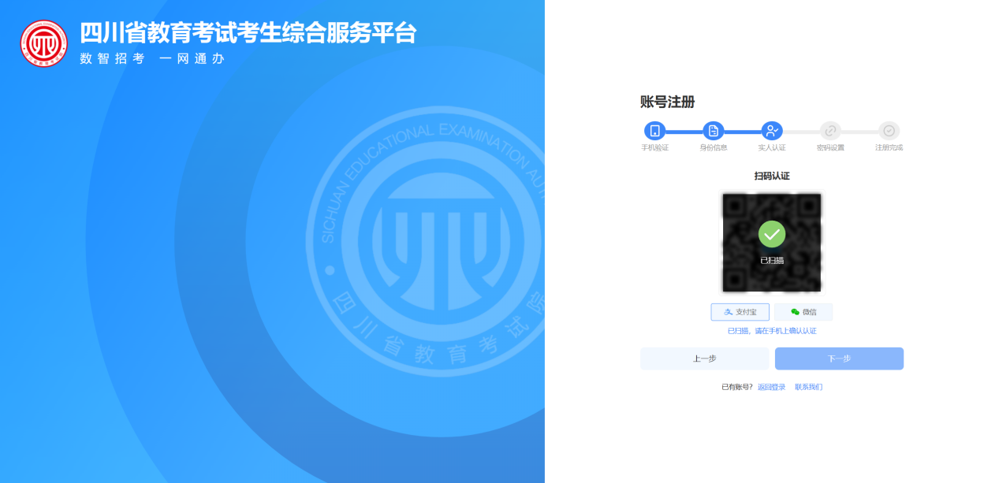 四川省教育考试考生综合服务平台
数智招考 一网通办
SICHUAN EDUCATIONAL EXAMINATION AUT
四川省教育考试院
账号注册
手机验证 身份信息 实人认证 密码设置 注册完成
扫码认证
已扫描
支付宝 微信
已扫描，请在手机上确认认证
上一步 下一步
已有账号? 返回登录 联系我们